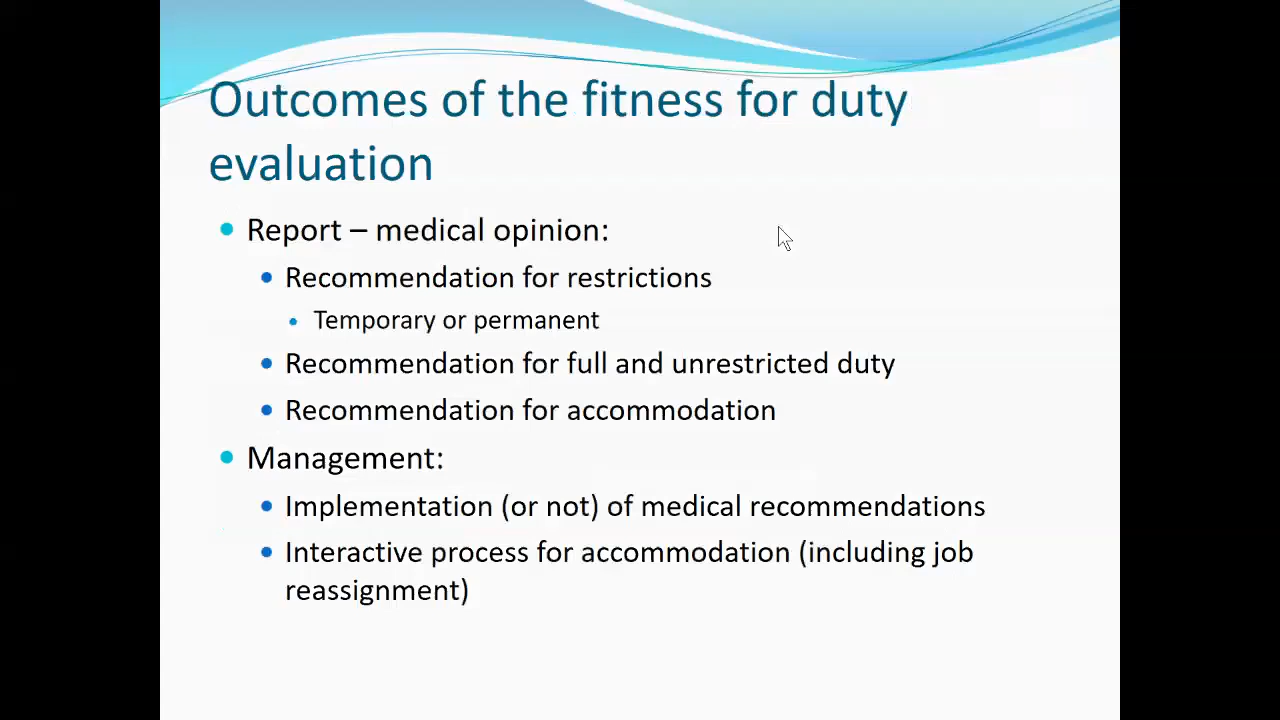 Outcomes of the fitness for duty
evaluation
Report – medical opinion:
Recommendation for restrictions
Temporary or permanent
Recommendation for full and unrestricted duty
Recommendation for accommodation
Management:
Implementation (or not) of medical recommendations
Interactive process for accommodation (including job
reassignment)